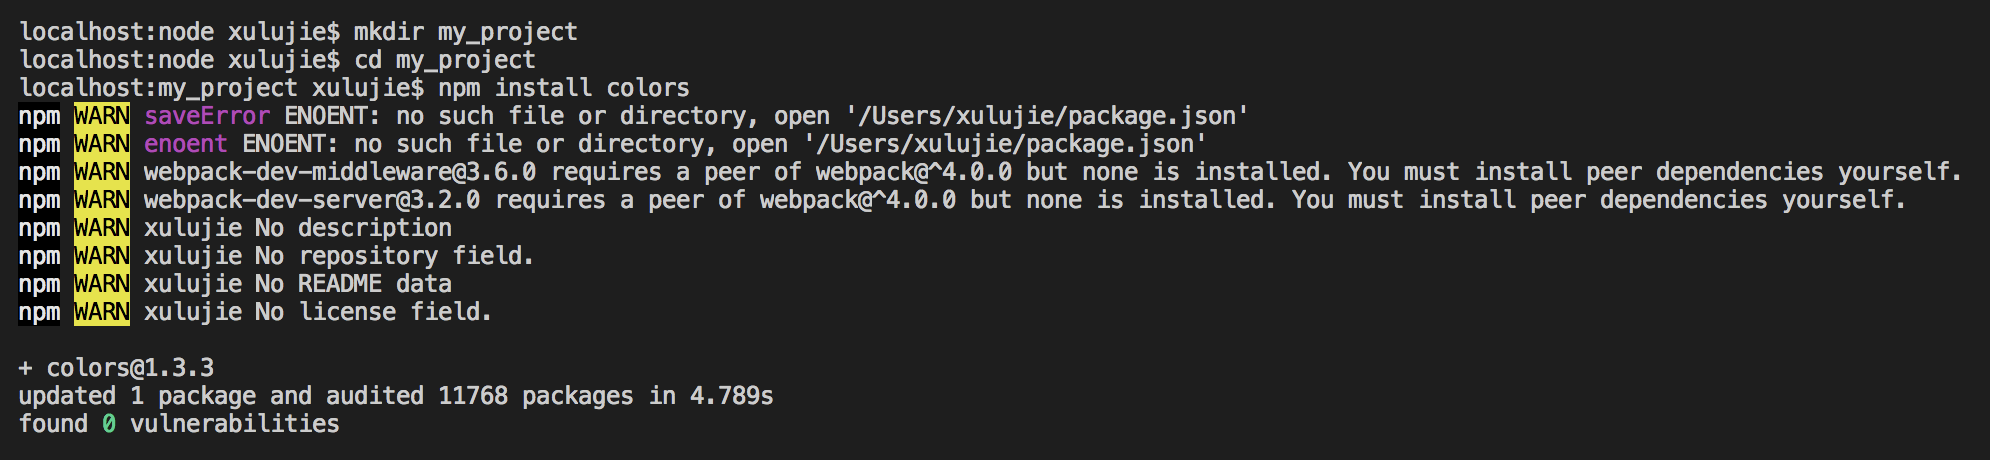 localhost:node xulujie$ mkdir my_project
localhost:node xulujie$ cd my_project
localhost:my_project xulujie$ npm install colors
npm WARN saveError ENOENT: no such file or directory, open '/Users/xulujie/package.json'
npm WARN enoent ENOENT: no such file or directory, open '/Users/xulujie/package.json'
npm WARN webpack-dev-middleware@3.6.0 requires a peer of webpack@^4.0.0 but none is installed. You must install peer dependencies yourself.
npm WARN webpack-dev-server@3.2.0 requires a peer of webpack@^4.0.0 but none is installed. You must install peer dependencies yourself.
npm WARN xulujie No description
npm WARN xulujie No repository field.
npm WARN xulujie No README data
npm WARN xulujie No license field.
+ colors@1.3.3
updated 1 package and audited 11768 packages in 4.789s
found 0 vulnerabilities